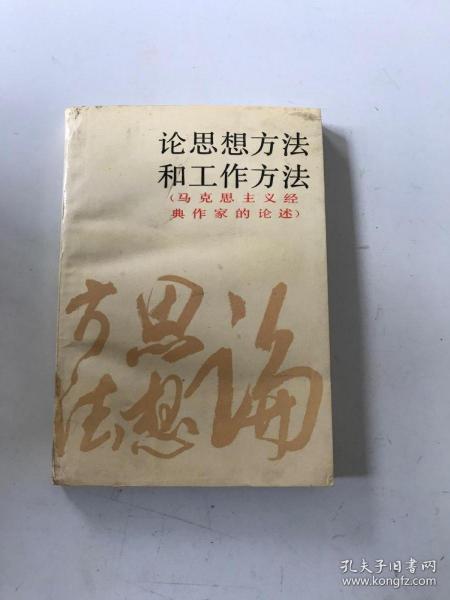 论思想方法
和工作方法
(马克思主义经
典作家的论述)
论
思想
方法
孔夫子旧书网
www.kongfz.com